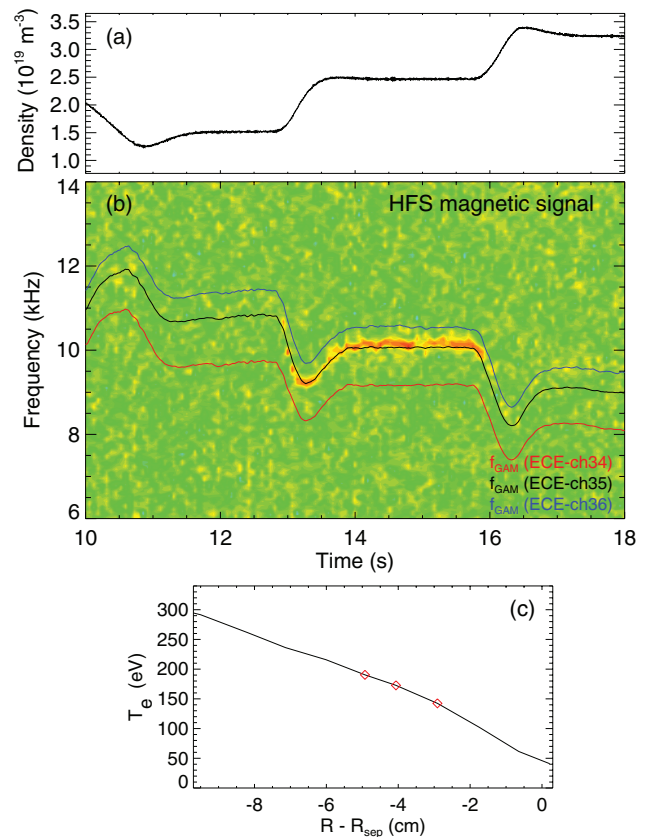 (a)
Density (10^19 m^-3)
3.5
3.0
2.5
2.0
1.5
1.0
(b)
HFS magnetic signal
Frequency (kHz)
14
12
10
8
6
f_GAM (ECE-ch34)
f_GAM (ECE-ch35)
f_GAM (ECE-ch36)
10 12 14 16 18
Time (s)
(c)
T_e (eV)
300
250
200
150
100
50
0
-8 -6 -4 -2 0
R - R_sep (cm)